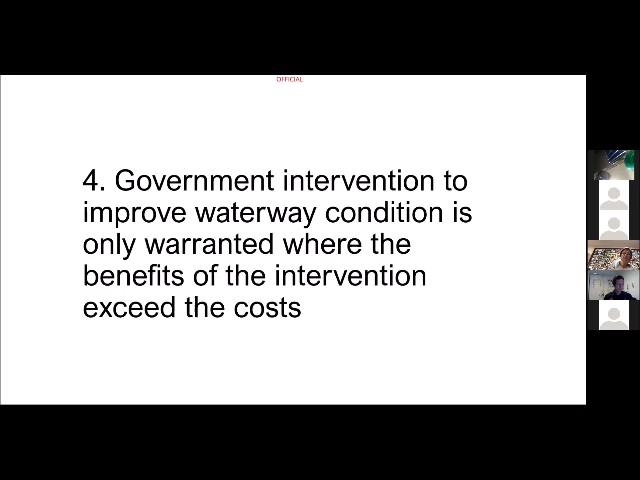 OFFICIAL
4. Government intervention to
improve waterway condition is
only warranted where the
benefits of the intervention
exceed the costs